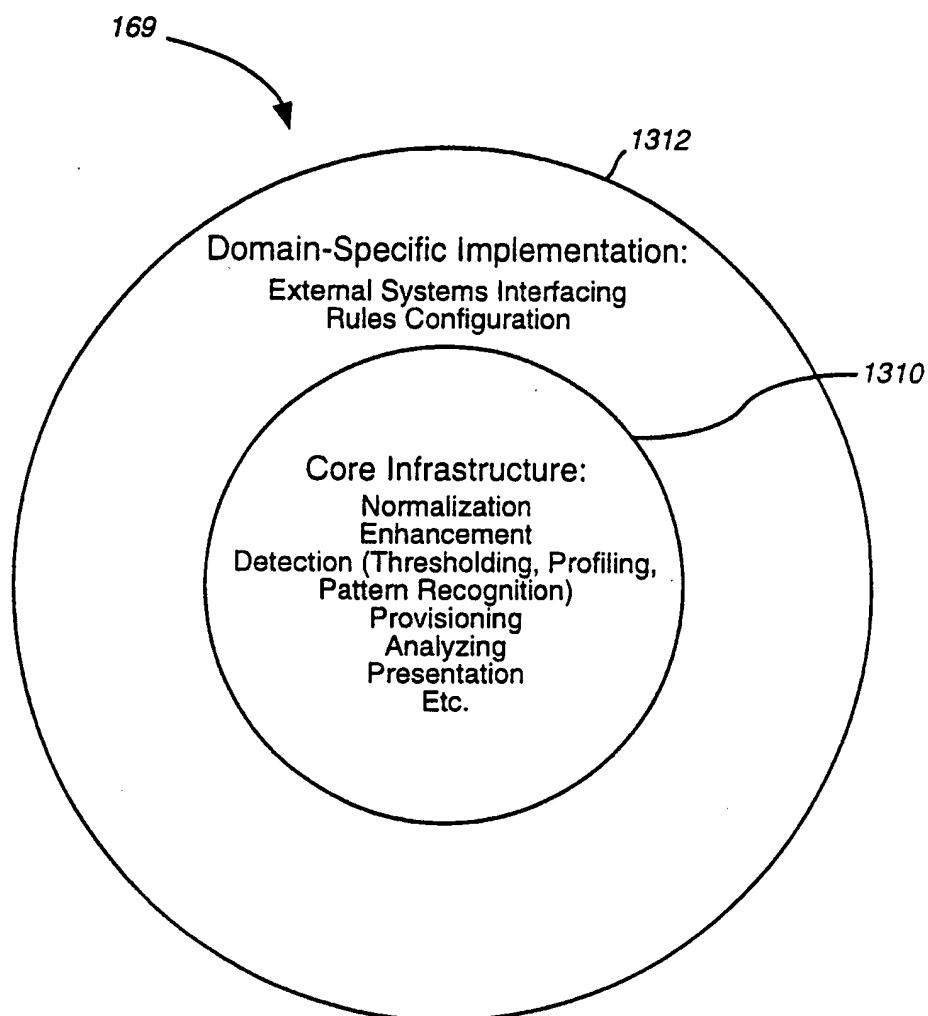 169
1312
Domain-Specific Implementation:
External Systems Interfacing
Rules Configuration
1310
Core Infrastructure:
Normalization
Enhancement
Detection (Thresholding, Profiling,
Pattern Recognition)
Provisioning
Analyzing
Presentation
Etc.